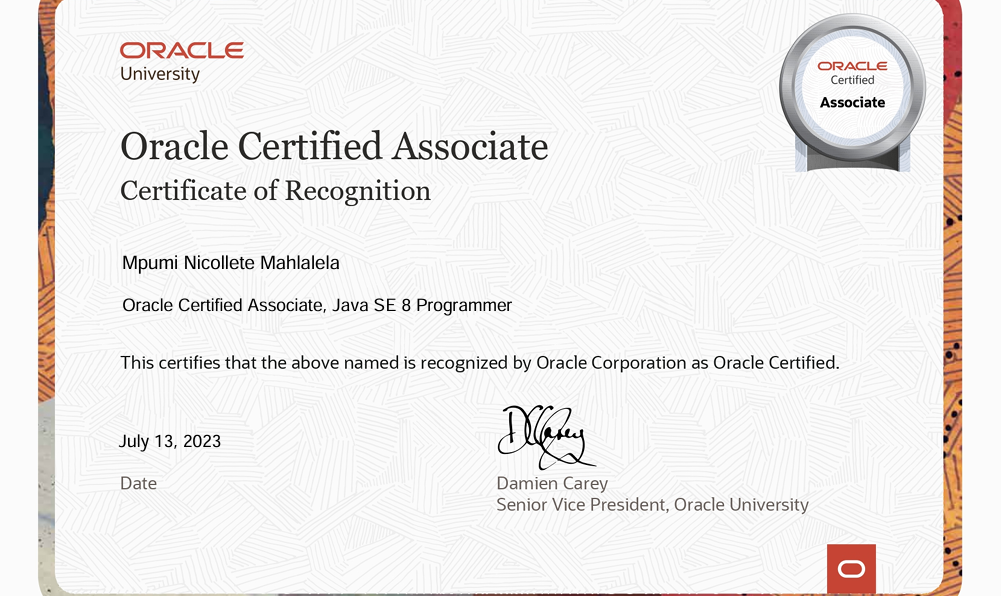 ORACLE
University
ORACLE
Certified
Associate
Oracle Certified Associate
Certificate of Recognition
Mpumi Nicollete Mahlalela
Oracle Certified Associate, Java SE 8 Programmer
This certifies that the above named is recognized by Oracle Corporation as Oracle Certified.
DCarey
July 13, 2023
Date
Damien Carey
Senior Vice President, Oracle University